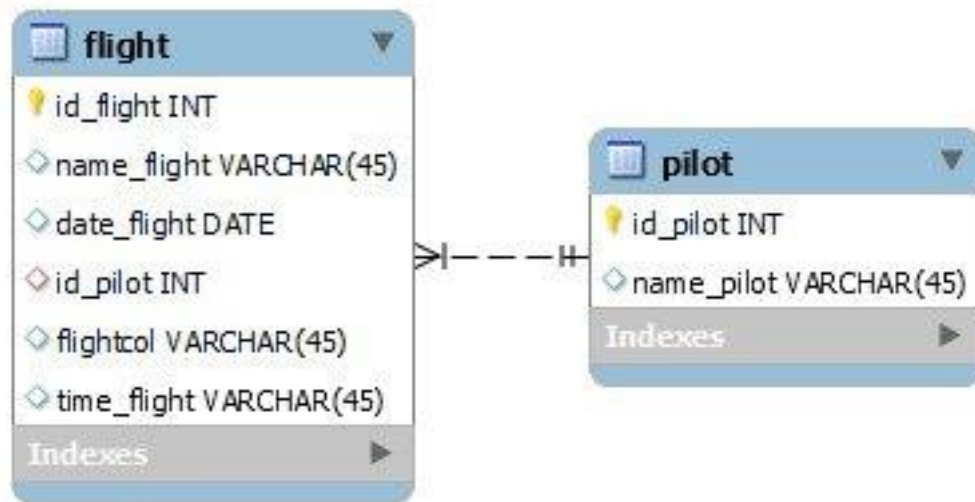 flight
id_flight INT
name_flight VARCHAR(45)
date_flight DATE
id_pilot INT
flightcol VARCHAR(45)
time_flight VARCHAR(45)
Indexes
pilot
id_pilot INT
name_pilot VARCHAR(45)
Indexes